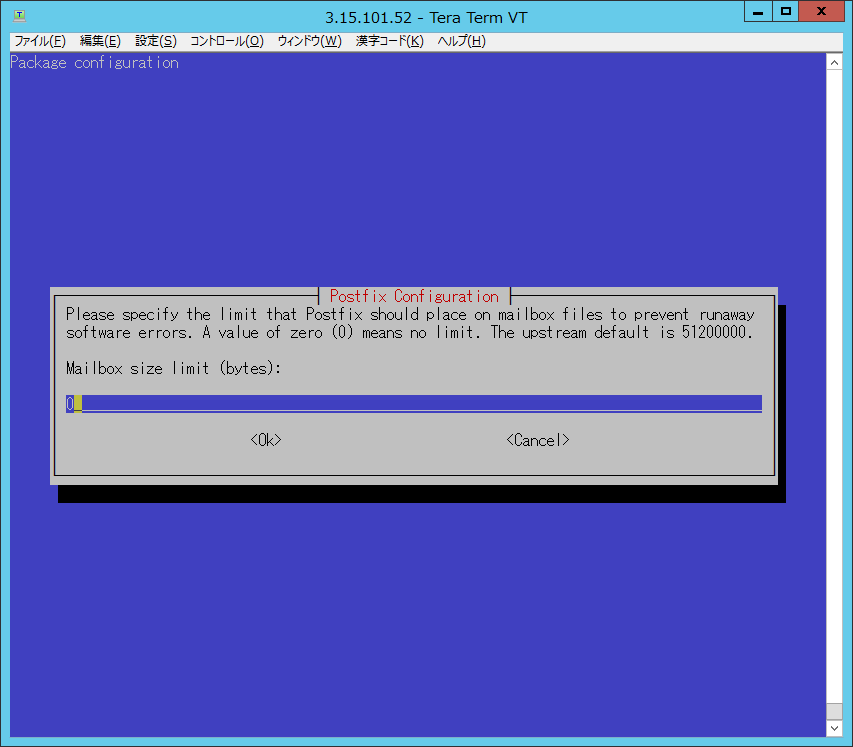 3.15.101.52 - Tera Term VT
ファイル(F) 編集(E) 設定(S) コントロール(O) ウィンドウ(W) 漢字コード(K) ヘルプ(H)
Package configuration
Postfix Configuration
Please specify the limit that Postfix should place on mailbox files to prevent runaway
software errors. A value of zero (0) means no limit. The upstream default is 51200000.
Mailbox size limit (bytes):
0
<Ok> <Cancel>